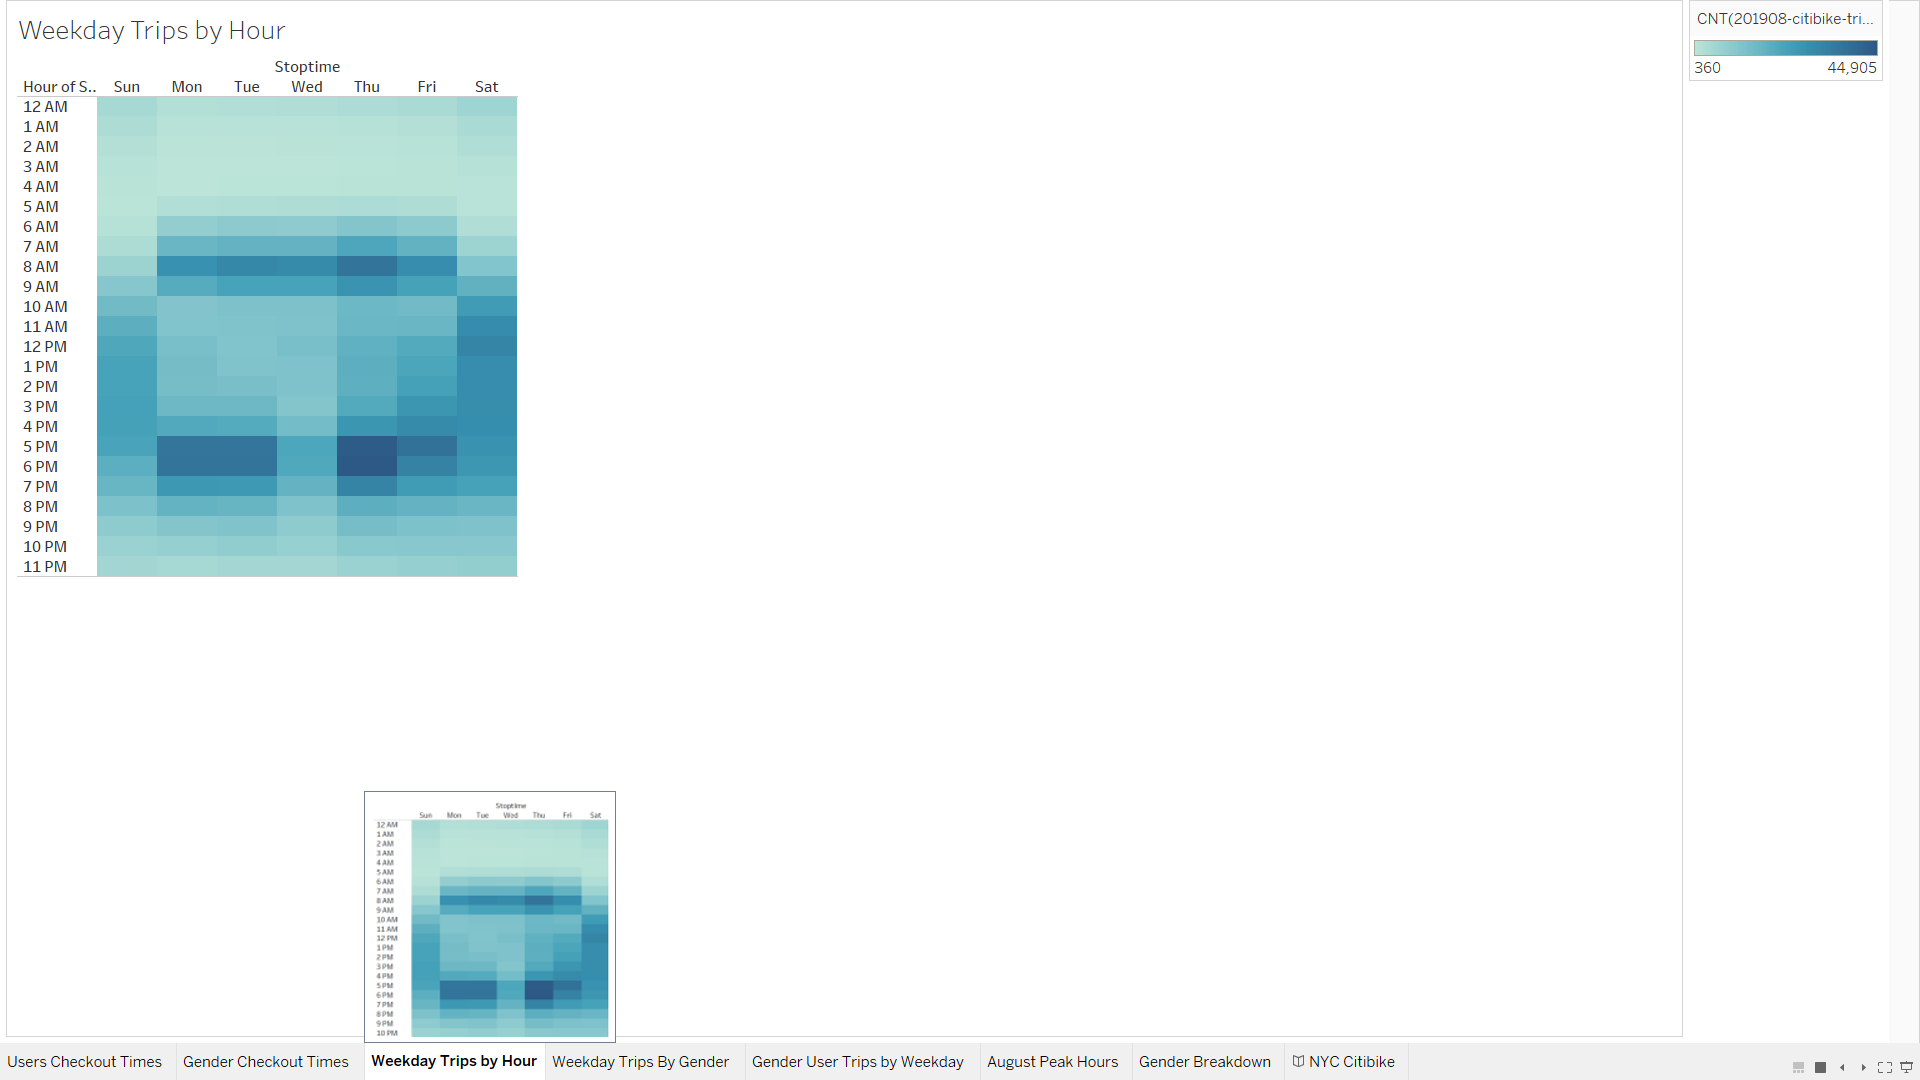 Weekday Trips by Hour
CNT(201908-citibike-tri...
360 44,905
Stoptime
Hour of S.. Sun Mon Tue Wed Thu Fri Sat
12 AM
1 AM
2 AM
3 AM
4 AM
5 AM
6 AM
7 AM
8 AM
9 AM
10 AM
11 AM
12 PM
1 PM
2 PM
3 PM
4 PM
5 PM
6 PM
7 PM
8 PM
9 PM
10 PM
11 PM
Stoptime
Sun Mon Tue Wed Thu Fri Sat
12 AM
1 AM
2 AM
3 AM
4 AM
5 AM
6 AM
7 AM
8 AM
9 AM
10 AM
11 AM
12 PM
1 PM
2 PM
3 PM
4 PM
5 PM
6 PM
7 PM
8 PM
9 PM
10 PM
Users Checkout Times Gender Checkout Times Weekday Trips by Hour Weekday Trips By Gender Gender User Trips by Weekday August Peak Hours Gender Breakdown NYC Citibike